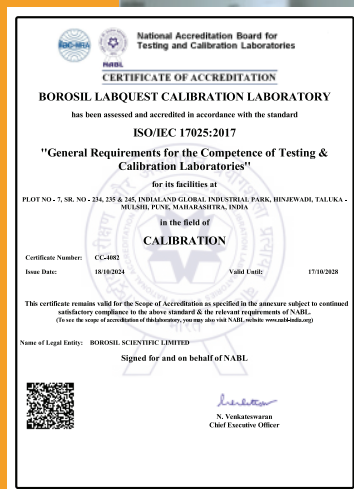 National Accreditation Board for
Testing and Calibration Laboratories
NABL
CERTIFICATE OF ACCREDITATION
BOROSIL LABQUEST CALIBRATION LABORATORY
has been assessed and accredited in accordance with the standard
ISO/IEC 17025:2017
"General Requirements for the Competence of Testing &
Calibration Laboratories"
for its facilities at
PLOT NO - 7, SR. NO - 234, 235 & 245, INDIALAND GLOBAL INDUSTRIAL PARK, HINJEWADI, TALUKA -
MULSHI, PUNE, MAHARASHTRA, INDIA
in the field of
CALIBRATION
Certificate Number: CC-4082
Issue Date: 18/10/2024 Valid Until: 17/10/2028
This certificate remains valid for the Scope of Accreditation as specified in the annexure subject to continued
satisfactory compliance to the above standard & the relevant requirements of NABL.
(To see the scope of accreditation of this laboratory, you may also visit NABL website www.nabl-india.org)
Name of Legal Entity: BOROSIL SCIENTIFIC LIMITED
Signed for and on behalf of NABL
N. Venkateswaran
Chief Executive Officer